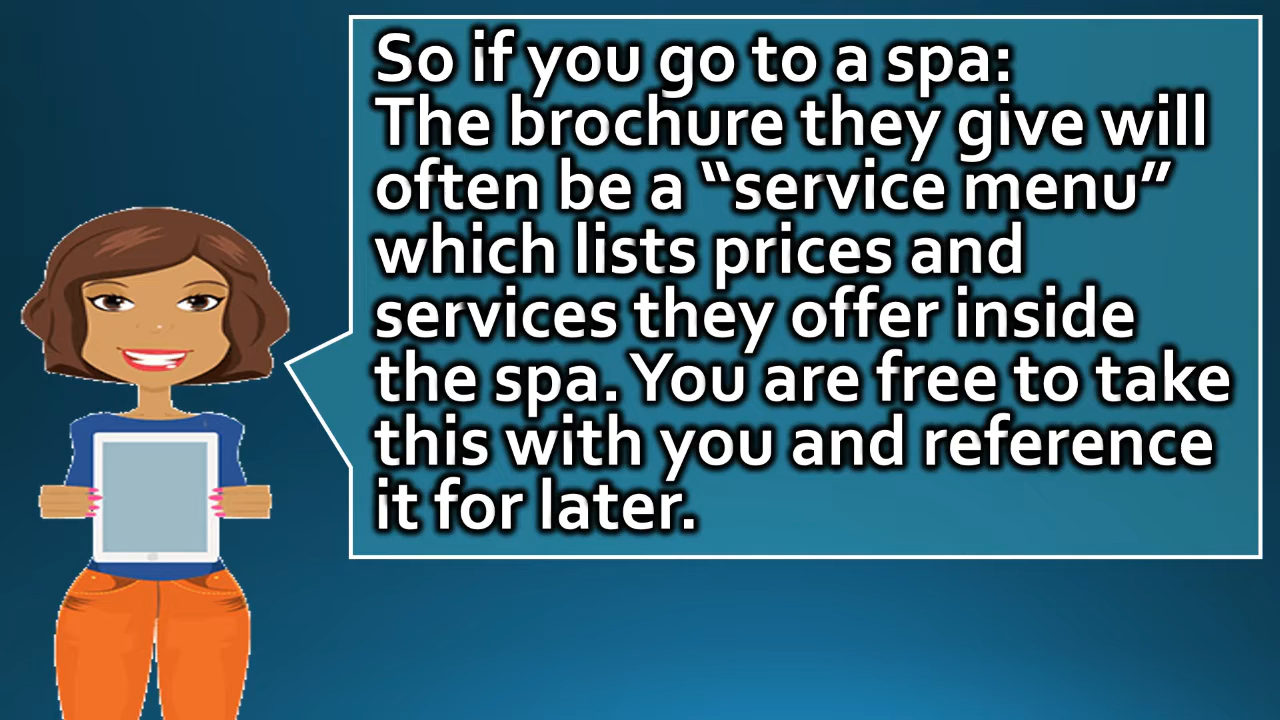 So if you go to a spa:
The brochure they give will
often be a “service menu”
which lists prices and
services they offer inside
the spa. You are free to take
this with you and reference
it for later.